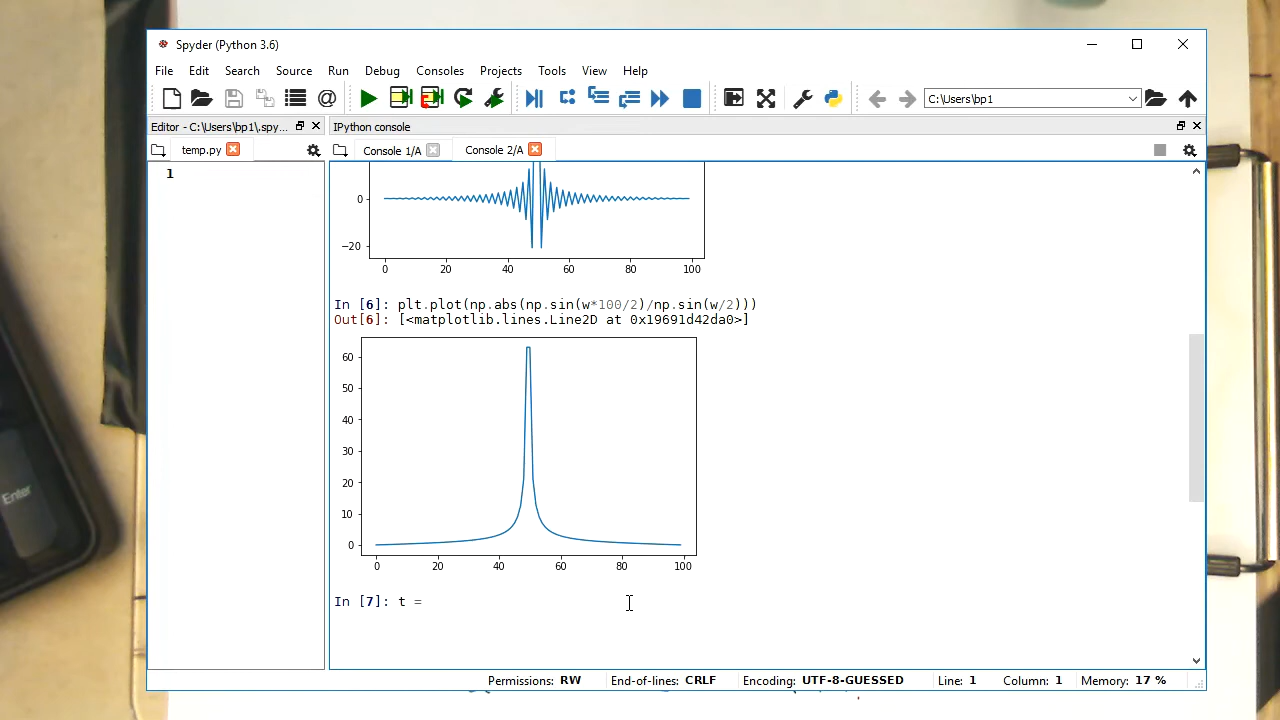 Spyder (Python 3.6)
File Edit Search Source Run Debug Consoles Projects Tools View Help
C:\Users\bp1
Editor - C:\Users\bp1\.spy...
IPython console
temp.py
Console 1/A
Console 2/A
1
0
−20
0 20 40 60 80 100
In [6]: plt.plot(np.abs(np.sin(w*100/2)/np.sin(w/2)))
Out[6]: [<matplotlib.lines.Line2D at 0x19691d42da0>]
60
50
40
30
20
10
0
0 20 40 60 80 100
In [7]: t =
Permissions: RW End-of-lines: CRLF Encoding: UTF-8-GUESSED Line: 1 Column: 1 Memory: 17 %
Enter